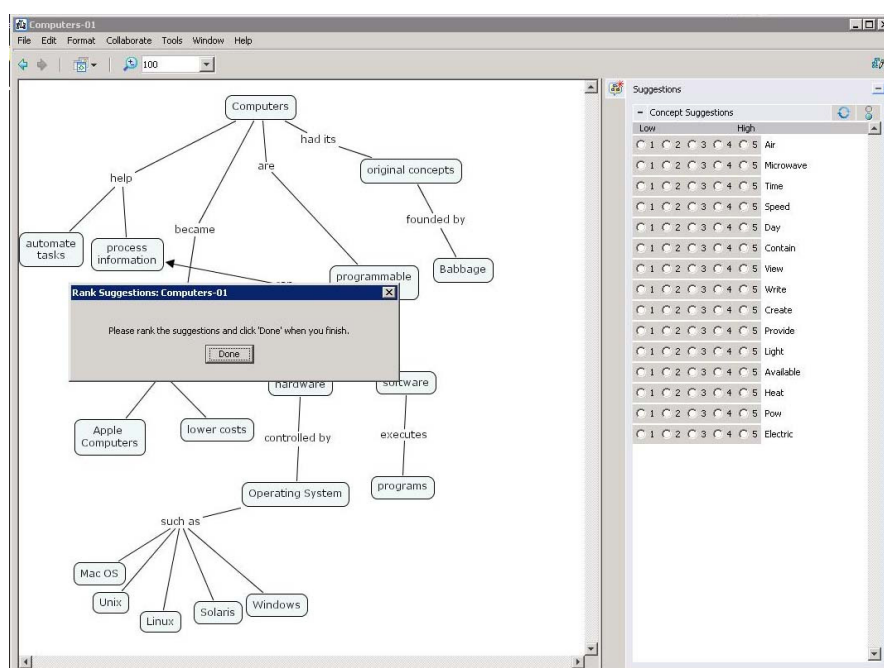 Computers-01
File Edit Format Collaborate Tools Window Help
100
Computers
had its
help
are
original concepts
became
founded by
automate
tasks
process
information
programmable
Babbage
Rank Suggestions: Computers-01
Please rank the suggestions and click 'Done' when you finish.
Done
hardware
software
Apple
Computers
lower costs
controlled by
executes
Operating System
programs
such as
Mac OS
Unix
Linux
Solaris
Windows
Suggestions
Concept Suggestions
Low High
1 2 3 4 5 Air
1 2 3 4 5 Microwave
1 2 3 4 5 Time
1 2 3 4 5 Speed
1 2 3 4 5 Day
1 2 3 4 5 Contain
1 2 3 4 5 View
1 2 3 4 5 Write
1 2 3 4 5 Create
1 2 3 4 5 Provide
1 2 3 4 5 Light
1 2 3 4 5 Available
1 2 3 4 5 Heat
1 2 3 4 5 Pow
1 2 3 4 5 Electric